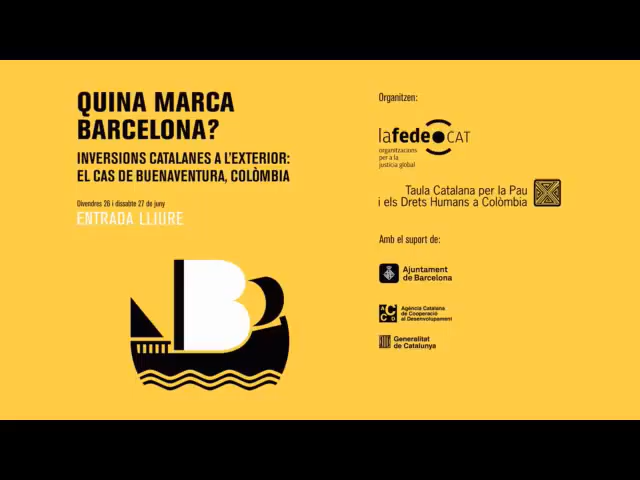 QUINA MARCA
BARCELONA?
INVERSIONS CATALANES A L'EXTERIOR:
EL CAS DE BUENAVENTURA, COLÒMBIA
Divendres 26 i dissabte 27 de juny
ENTRADA LLIURE
B
Organitzen:
lafede CAT
organitzacions
per a la
justícia global
Taula Catalana per la Pau
i els Drets Humans a Colòmbia
Amb el suport de:
Ajuntament
de Barcelona
Agència Catalana
de Cooperació
al Desenvolupament
Generalitat
de Catalunya